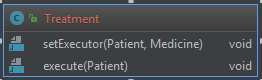 C Treatment
setExecutor(Patient, Medicine) void
execute(Patient) void